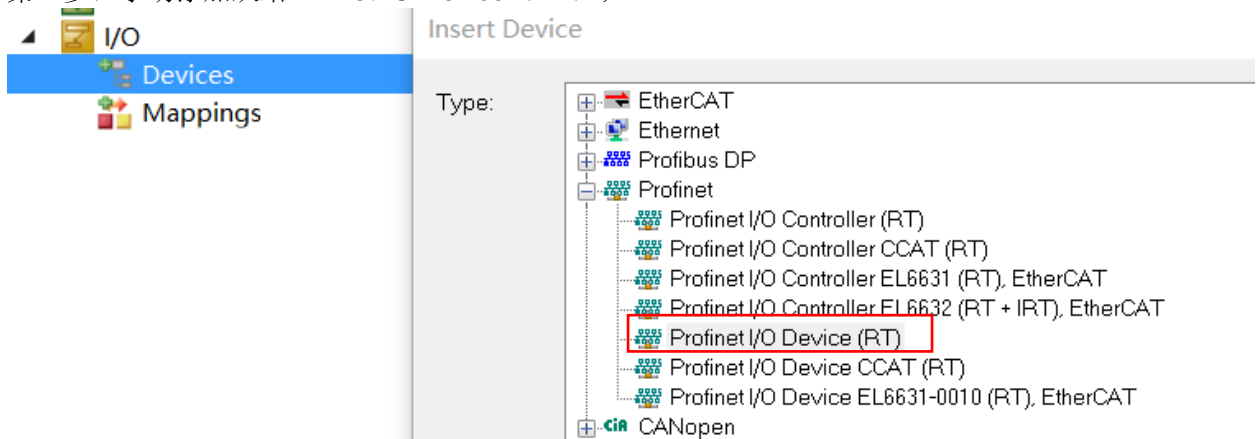 I/O
Devices
Mappings
Insert Device
Type:
EtherCAT
Ethernet
Profibus DP
Profinet
Profinet I/O Controller (RT)
Profinet I/O Controller CCAT (RT)
Profinet I/O Controller EL6631 (RT), EtherCAT
Profinet I/O Controller EL6632 (RT + IRT), EtherCAT
Profinet I/O Device (RT)
Profinet I/O Device CCAT (RT)
Profinet I/O Device EL6631-0010 (RT), EtherCAT
CiA CANopen